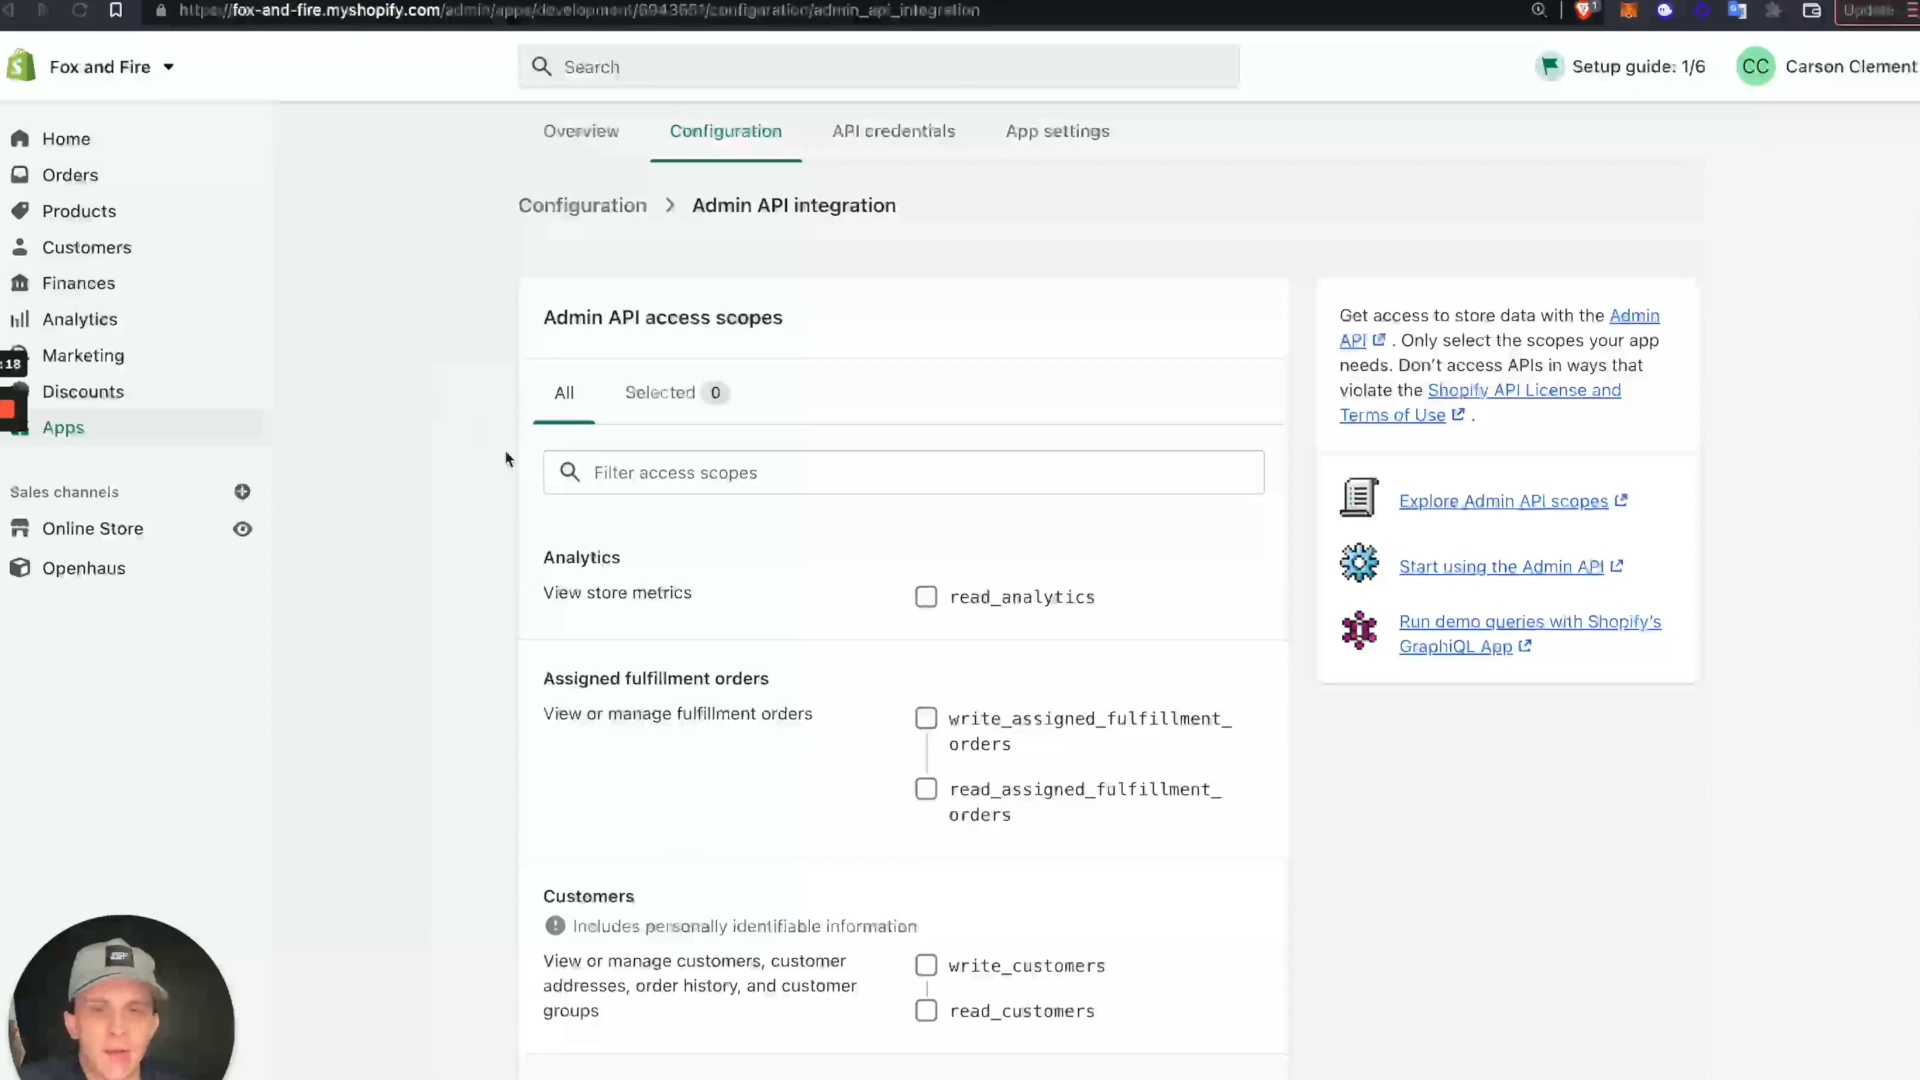 https://fox-and-fire.myshopify.com/admin/apps/development/6943651/configuration/admin_api_integration
1
Update
Fox and Fire
Search
Setup guide: 1/6
CC
Carson Clement
Home
Orders
Products
Customers
Finances
Analytics
Marketing
:18
Discounts
Apps
Sales channels
Online Store
Openhaus
Overview
Configuration
API credentials
App settings
Configuration
Admin API integration
Admin API access scopes
All
Selected 0
Filter access scopes
Analytics
View store metrics
read_analytics
Assigned fulfillment orders
View or manage fulfillment orders
write_assigned_fulfillment_
orders
read_assigned_fulfillment_
orders
Customers
Includes personally identifiable information
View or manage customers, customer
addresses, order history, and customer
groups
write_customers
read_customers
Get access to store data with the Admin
API . Only select the scopes your app
needs. Don't access APIs in ways that
violate the Shopify API License and
Terms of Use .
Explore Admin API scopes
Start using the Admin API
Run demo queries with Shopify's
GraphiQL App